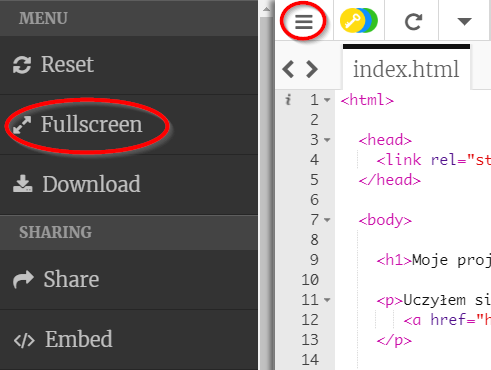 MENU
Reset
Fullscreen
Download
SHARING
Share
Embed
index.html
i 1 <html>
2
3 <head>
4 <link rel="st
5 </head>
6
7 <body>
8
9 <h1>Moje proj
10
11 <p>Uczyłem si
12 <a href="h
13 </p>
14